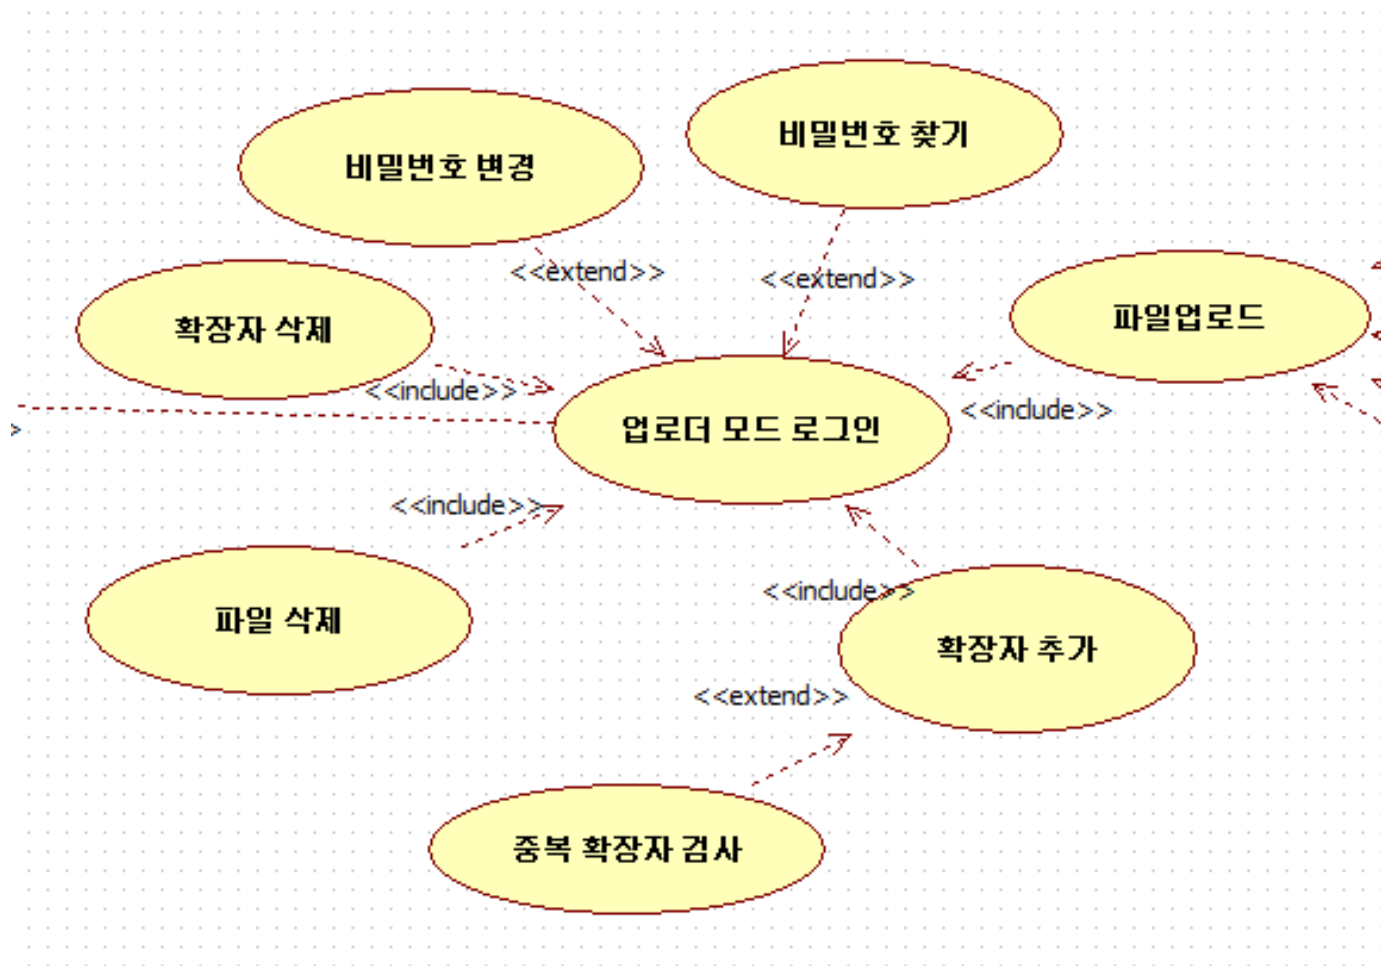 비밀번호 찾기
비밀번호 변경
<<extend>>
<<extend>>
파일업로드
확장자 삭제
<<include>>
<<include>>
업로더 모드 로그인
>
<<include>>
<<include>>
파일 삭제
확장자 추가
<<extend>>
중복 확장자 검사